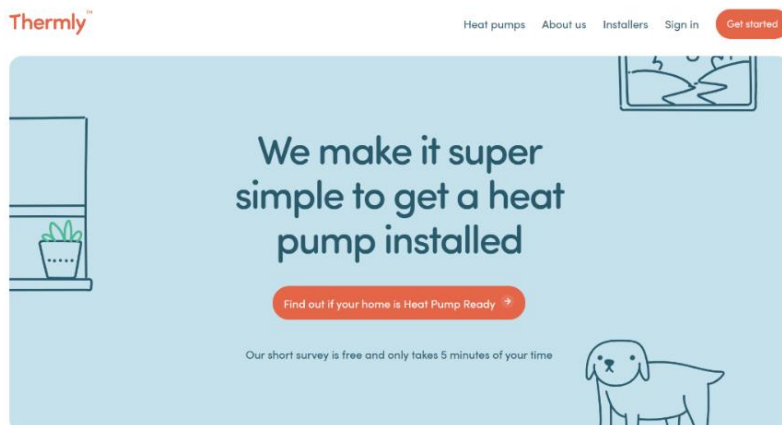 Thermly™
Heat pumps About us Installers Sign in Get started
We make it super
simple to get a heat
pump installed
Find out if your home is Heat Pump Ready →
Our short survey is free and only takes 5 minutes of your time